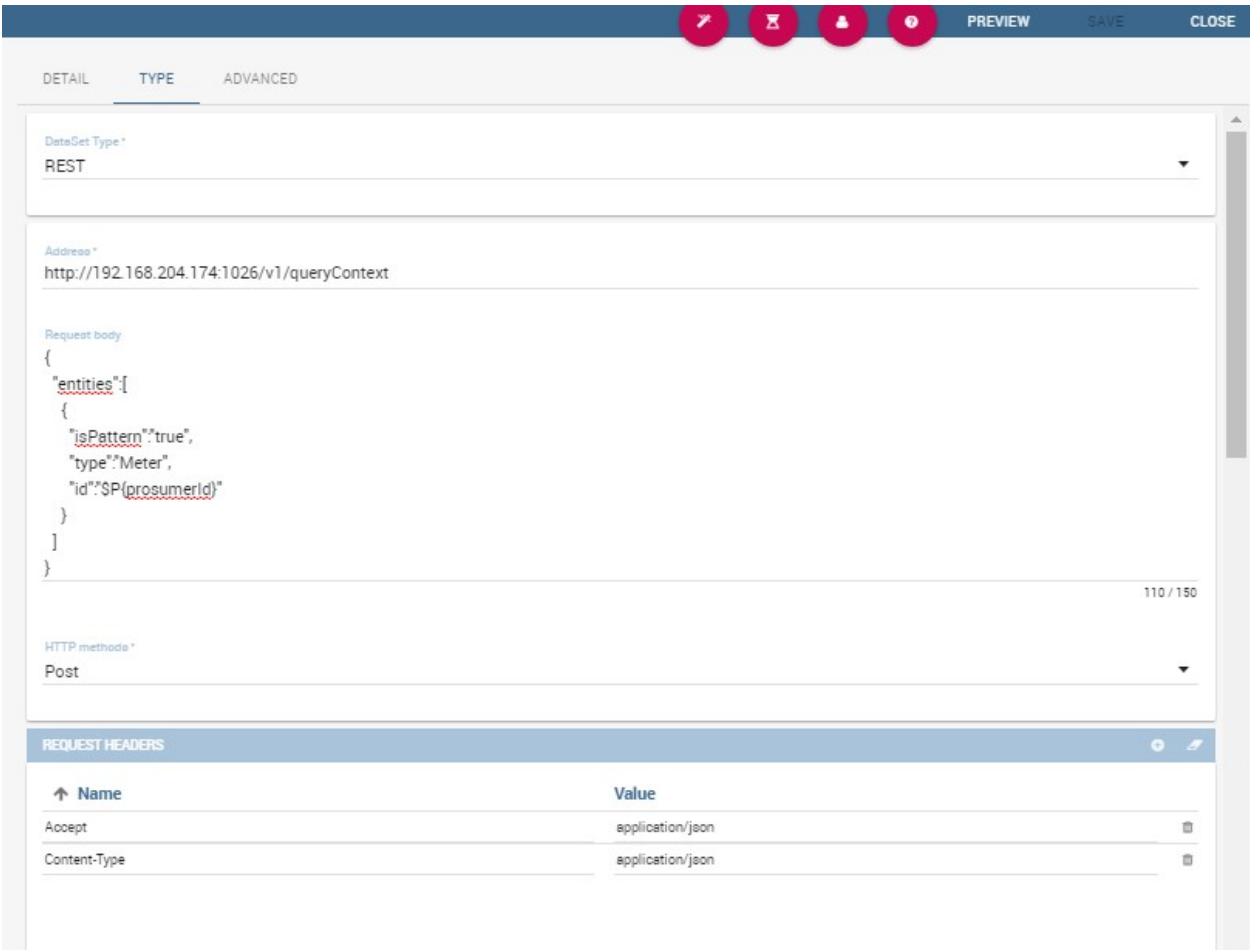 PREVIEW SAVE CLOSE
DETAIL TYPE ADVANCED
DataSet Type *
REST
Address *
http://192.168.204.174:1026/v1/queryContext
Request body
{
"entities":[
{
"isPattern":"true",
"type":"Meter",
"id":"$P{prosumerId}"
}
]
}
110 / 150
HTTP methods *
Post
REQUEST HEADERS
Name Value
Accept application/json
Content-Type application/json